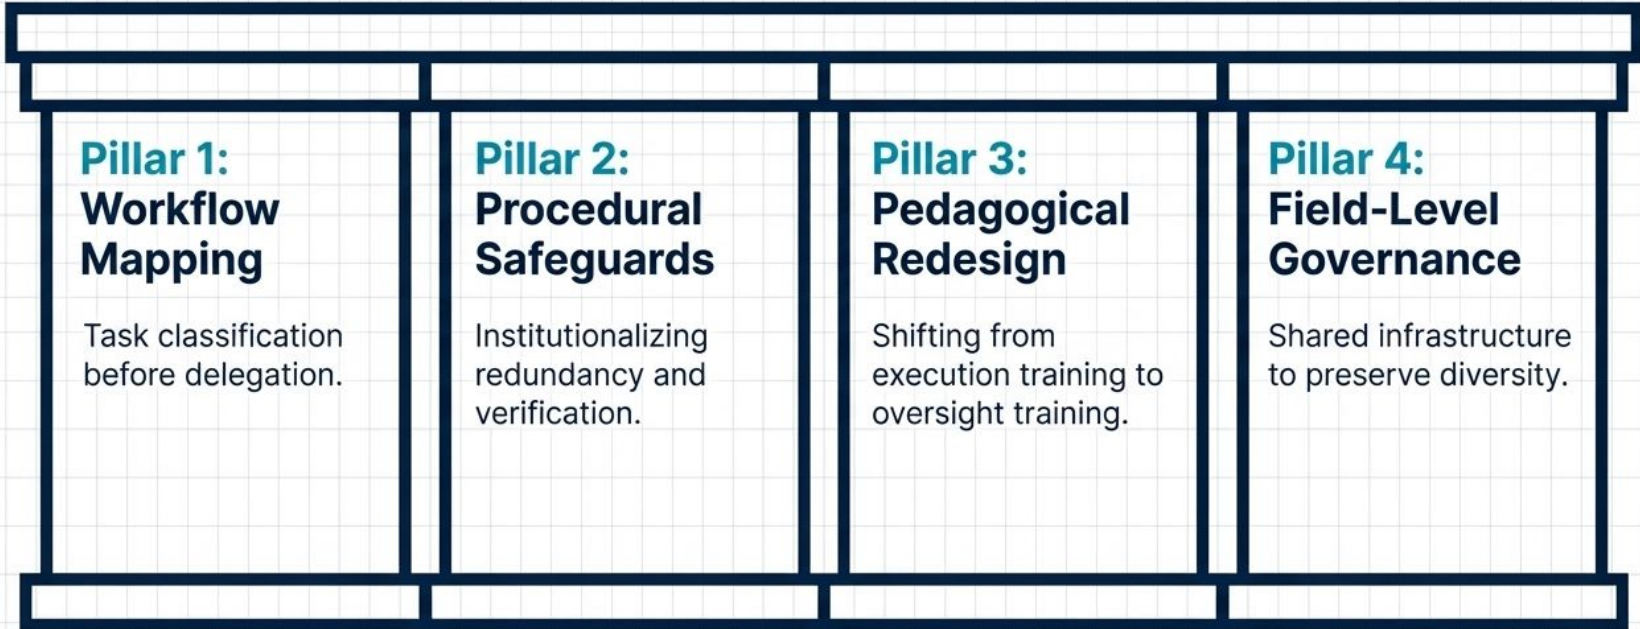 Pillar 1:
Workflow
Mapping
Task classification
before delegation.
Pillar 2:
Procedural
Safeguards
Institutionalizing
redundancy and
verification.
Pillar 3:
Pedagogical
Redesign
Shifting from
execution training to
oversight training.
Pillar 4:
Field-Level
Governance
Shared infrastructure
to preserve diversity.